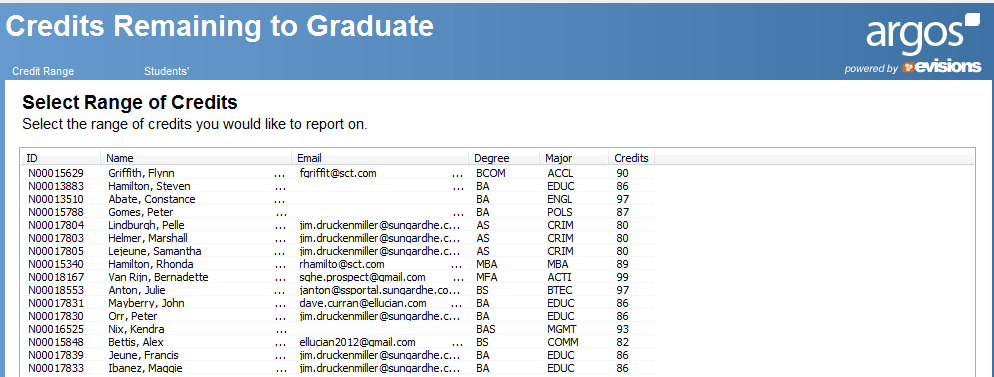 Credits Remaining to Graduate
argos
powered by evisions
Credit Range Students'
Select Range of Credits
Select the range of credits you would like to report on.
ID Name Email Degree Major Credits
N00015629 Griffith, Flynn ... fgriffit@sct.com ... BCOM ACCL 90
N00013883 Hamilton, Steven ... ... BA EDUC 86
N00013510 Abate, Constance ... BA ENGL 97
N00015788 Gomes, Peter ... ... BA POLS 87
N00017804 Lindburgh, Pelle ... jim.druckenmiller@sungardhe.c... AS CRIM 80
N00017803 Helmer, Marshall ... jim.druckenmiller@sungardhe.c... AS CRIM 80
N00017805 Lejeune, Samantha ... jim.druckenmiller@sungardhe.c... AS CRIM 80
N00015340 Hamilton, Rhonda ... rhamilto@sct.com ... MBA MBA 89
N00018167 Van Rijn, Bernadette ... sghe.prospect@gmail.com ... MFA ACTI 99
N00018553 Anton, Julie ... janton@ssportal.sungardhe.co... BS BTEC 97
N00017831 Mayberry, John ... dave.curran@ellucian.com ... BA EDUC 86
N00017830 Orr, Peter ... jim.druckenmiller@sungardhe.c... BA EDUC 86
N00016525 Nix, Kendra ... BAS MGMT 93
N00015848 Bettis, Alex ... ellucian2012@gmail.com ... BS COMM 82
N00017839 Jeune, Francis ... jim.druckenmiller@sungardhe.c... BA EDUC 86
N00017833 Ibanez, Maggie ... jim.druckenmiller@sungardhe.c... BA EDUC 86